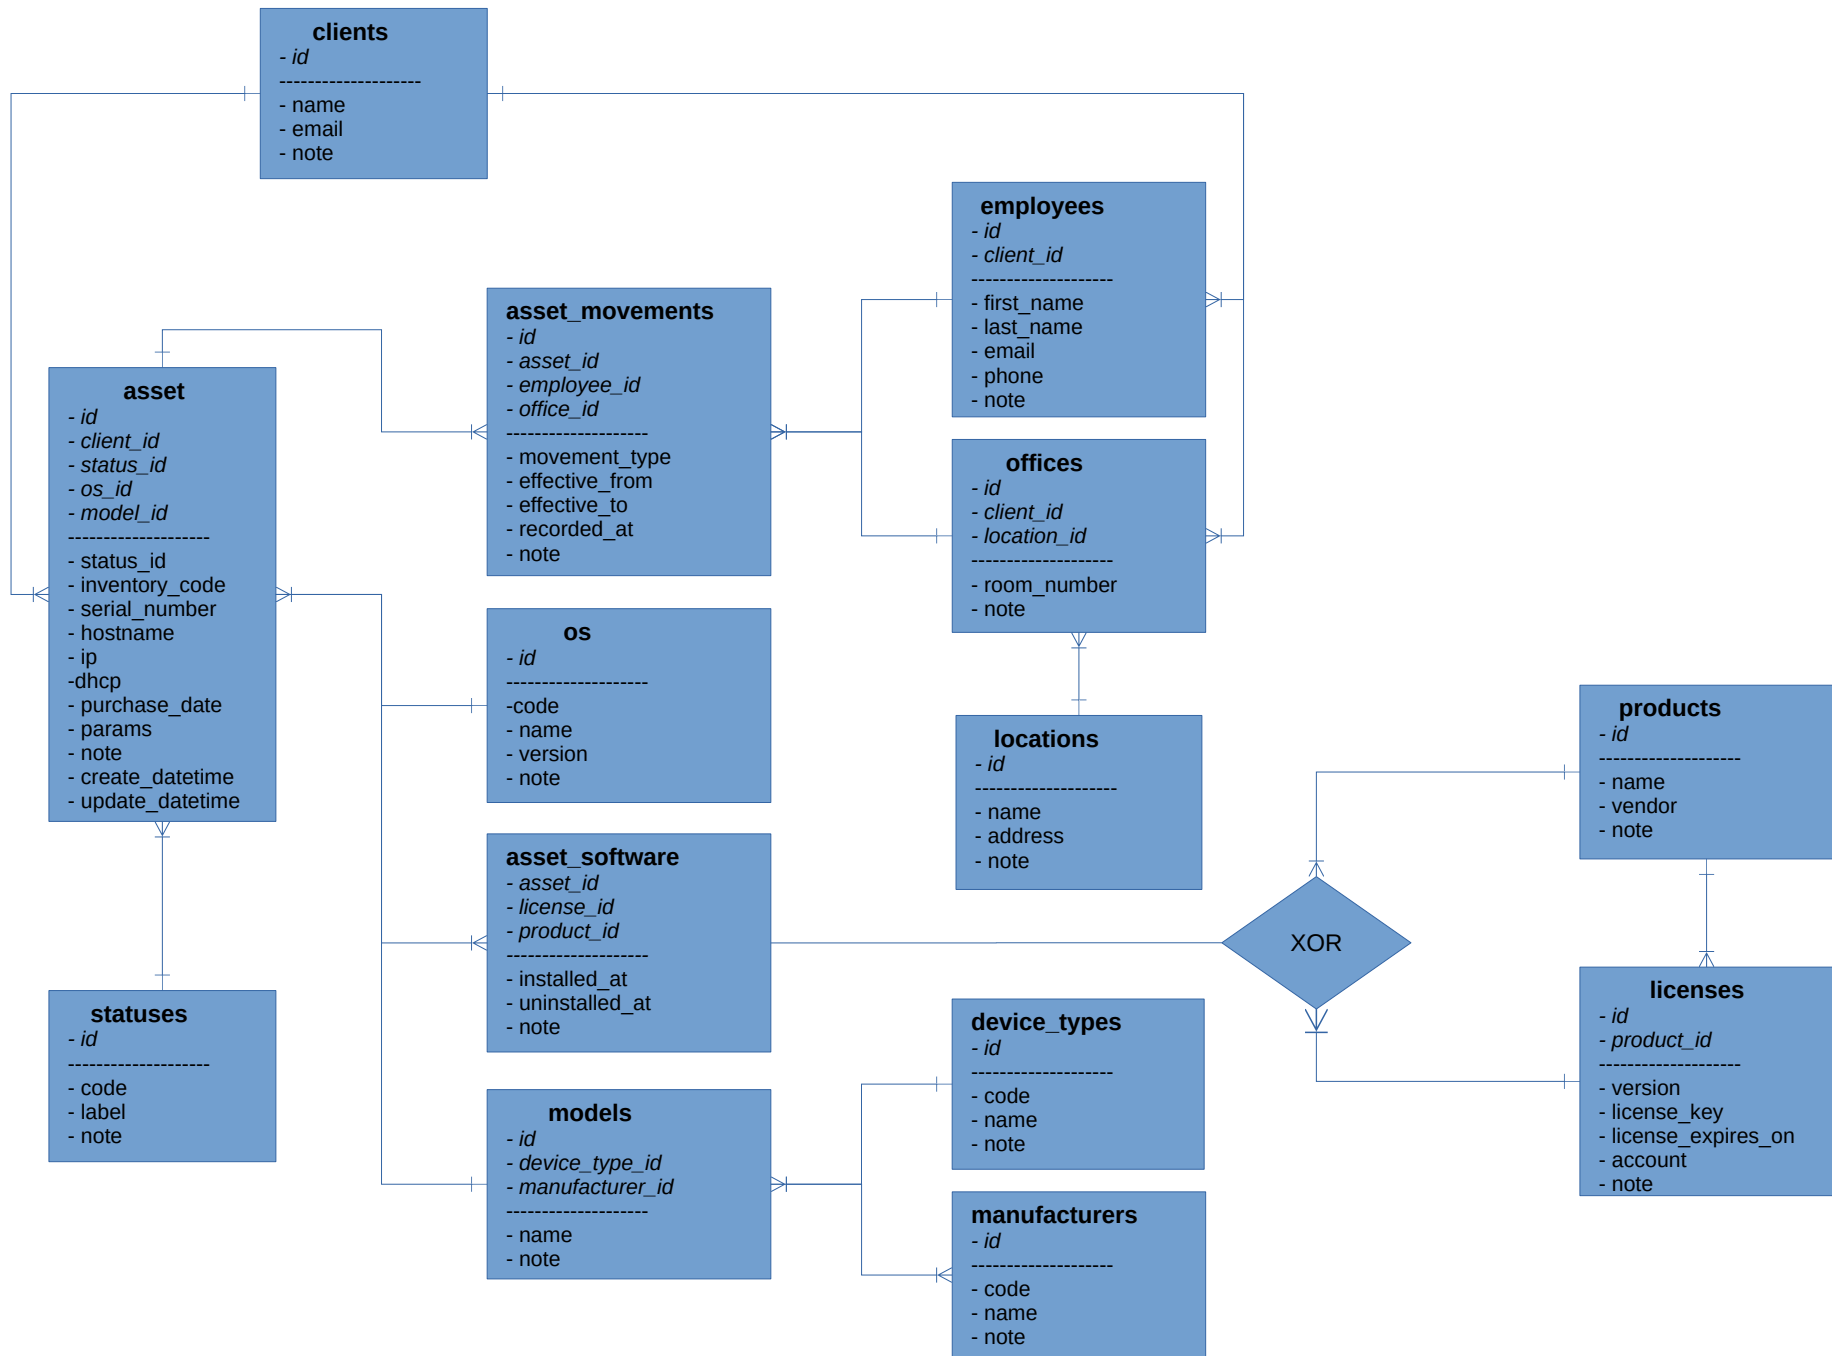 clients
- id
--------------------
- name
- email
- note
employees
- id
- client_id
--------------------
- first_name
- last_name
- email
- phone
- note
asset_movements
- id
- asset_id
- employee_id
- office_id
--------------------
- movement_type
- effective_from
- effective_to
- recorded_at
- note
asset
- id
- client_id
- status_id
- os_id
- model_id
--------------------
- status_id
- inventory_code
- serial_number
- hostname
- ip
-dhcp
- purchase_date
- params
- note
- create_datetime
- update_datetime
offices
- id
- client_id
- location_id
--------------------
- room_number
- note
os
- id
--------------------
-code
- name
- version
- note
locations
- id
--------------------
- name
- address
- note
products
- id
--------------------
- name
- vendor
- note
asset_software
- asset_id
- license_id
- product_id
--------------------
- installed_at
- uninstalled_at
- note
XOR
statuses
- id
--------------------
- code
- label
- note
device_types
- id
--------------------
- code
- name
- note
licenses
- id
- product_id
--------------------
- version
- license_key
- license_expires_on
- account
- note
models
- id
- device_type_id
- manufacturer_id
--------------------
- name
- note
manufacturers
- id
--------------------
- code
- name
- note